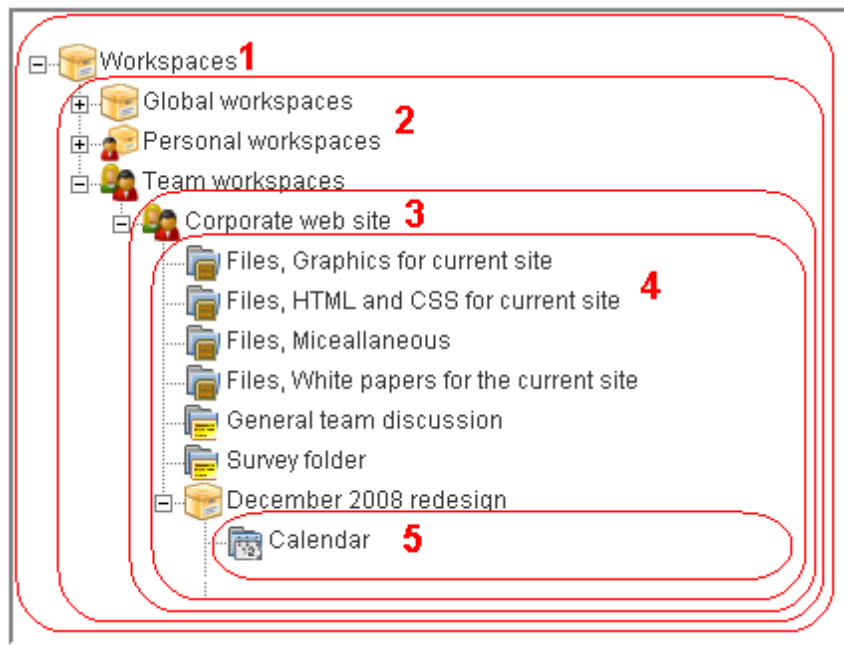 Workspaces 1
Global workspaces
2
Personal workspaces
Team workspaces
Corporate web site 3
Files, Graphics for current site
4
Files, HTML and CSS for current site
Files, Miceallaneous
Files, White papers for the current site
General team discussion
Survey folder
December 2008 redesign
Calendar 5